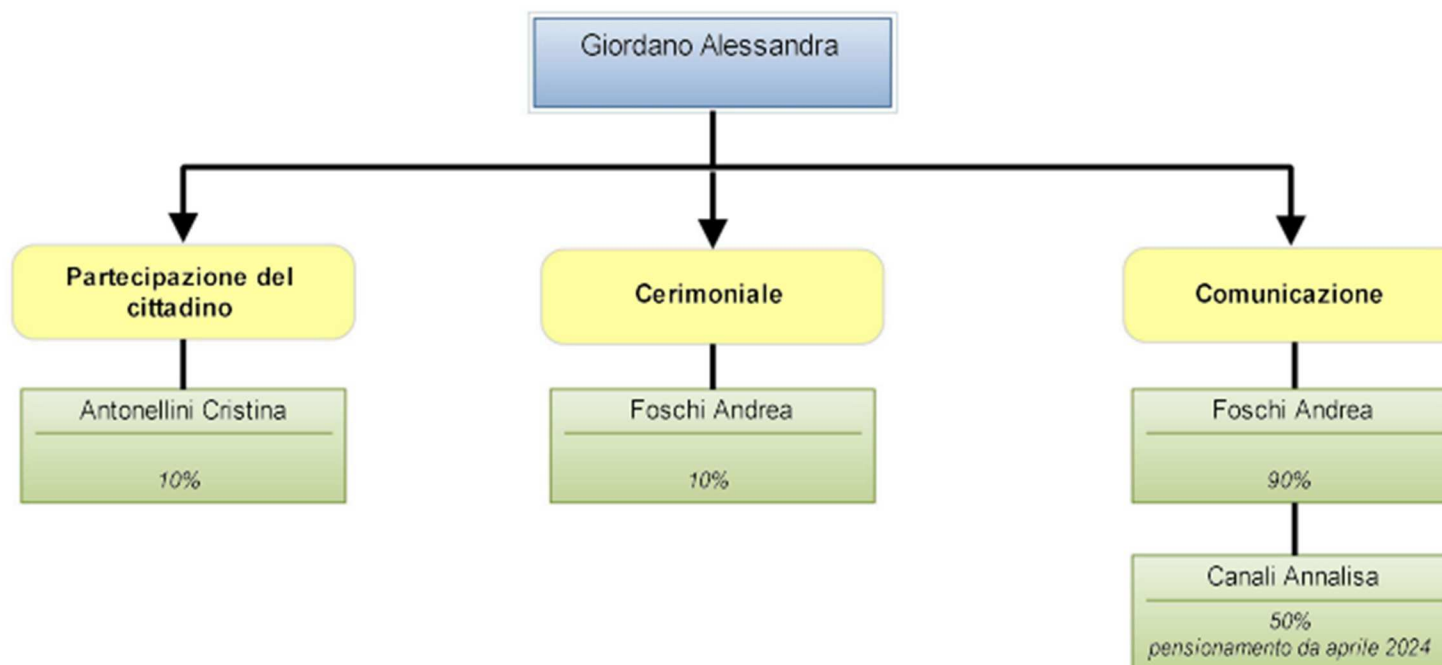 Giordano Alessandra
Partecipazione del
cittadino
Cerimoniale
Comunicazione
Antonellini Cristina
10%
Foschi Andrea
10%
Foschi Andrea
90%
Canali Annalisa
50%
pensionamento da aprile 2024